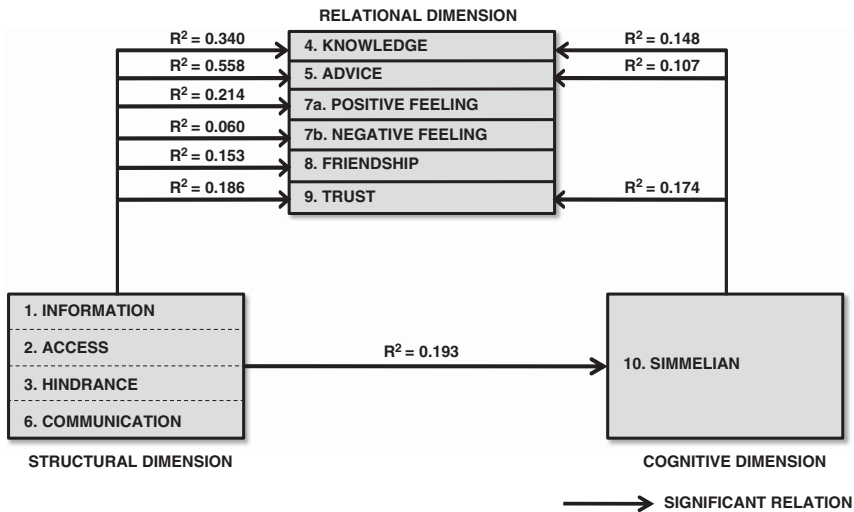 RELATIONAL DIMENSION
R² = 0.340
4. KNOWLEDGE
R² = 0.148
R² = 0.558
5. ADVICE
R² = 0.107
R² = 0.214
7a. POSITIVE FEELING
R² = 0.060
7b. NEGATIVE FEELING
R² = 0.153
8. FRIENDSHIP
R² = 0.186
9. TRUST
R² = 0.174
1. INFORMATION
2. ACCESS
3. HINDRANCE
6. COMMUNICATION
R² = 0.193
10. SIMMELIAN
STRUCTURAL DIMENSION
COGNITIVE DIMENSION
SIGNIFICANT RELATION